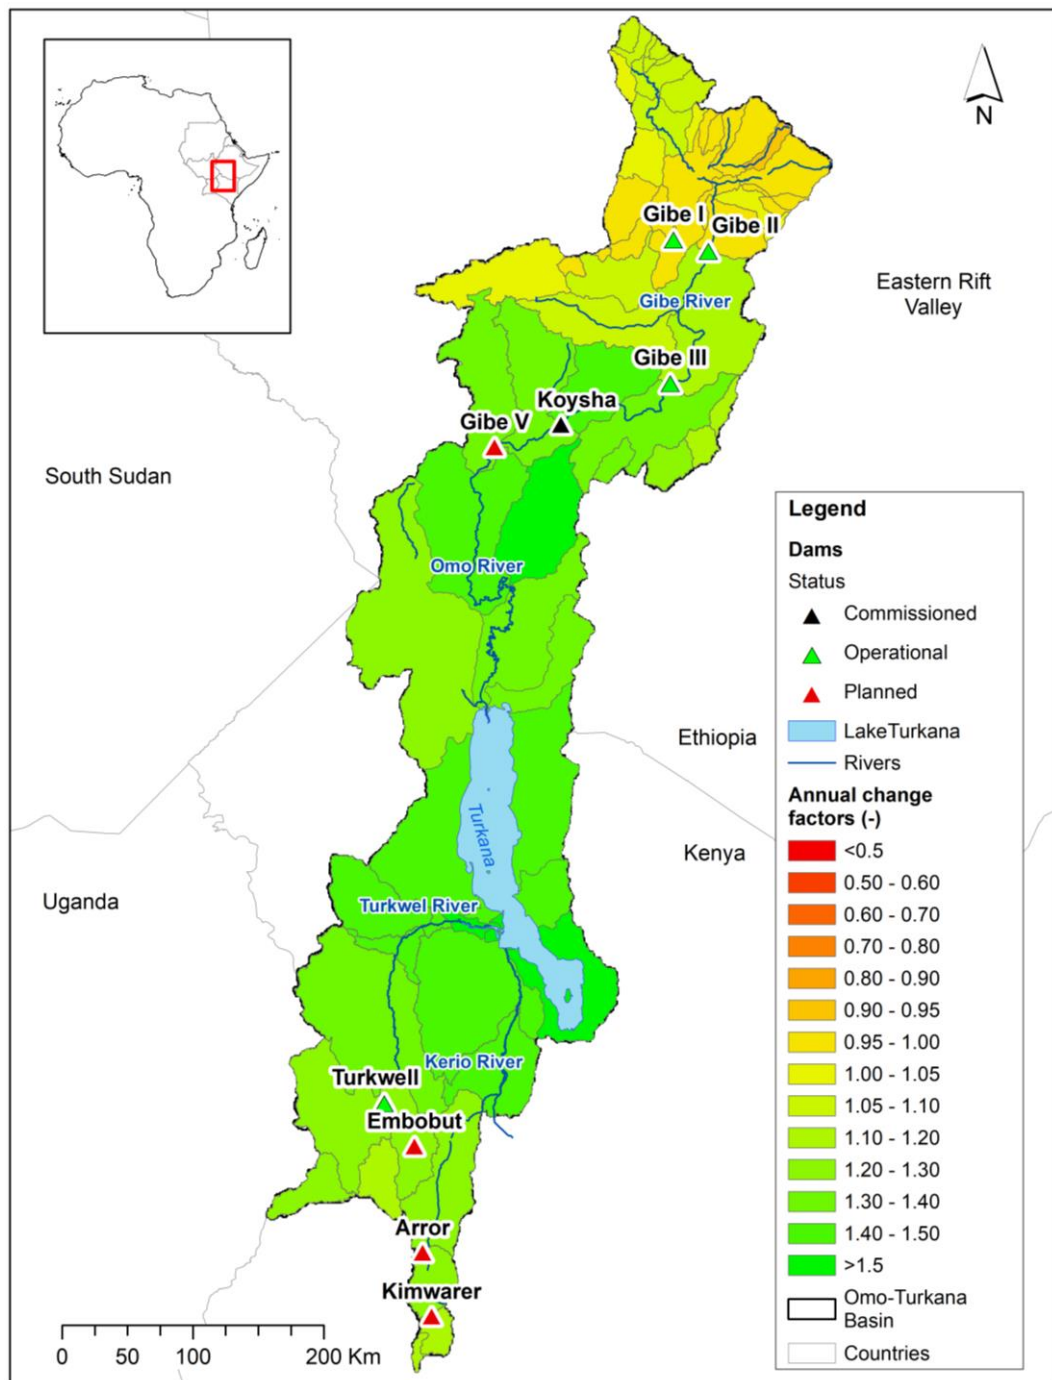 N
Gibe I
Gibe II
Eastern Rift
Valley
Gibe River
Gibe III
Koysha
Gibe V
South Sudan
Omo River
Ethiopia
Turkana
Kenya
Uganda
Turkwel River
Kerio River
Turkwell
Embobut
Arror
Kimwarer
0 50 100 200 Km
Legend
Dams
Status
Commissioned
Operational
Planned
LakeTurkana
Rivers
Annual change
factors (-)
<0.5
0.50 - 0.60
0.60 - 0.70
0.70 - 0.80
0.80 - 0.90
0.90 - 0.95
0.95 - 1.00
1.00 - 1.05
1.05 - 1.10
1.10 - 1.20
1.20 - 1.30
1.30 - 1.40
1.40 - 1.50
>1.5
Omo-Turkana
Basin
Countries